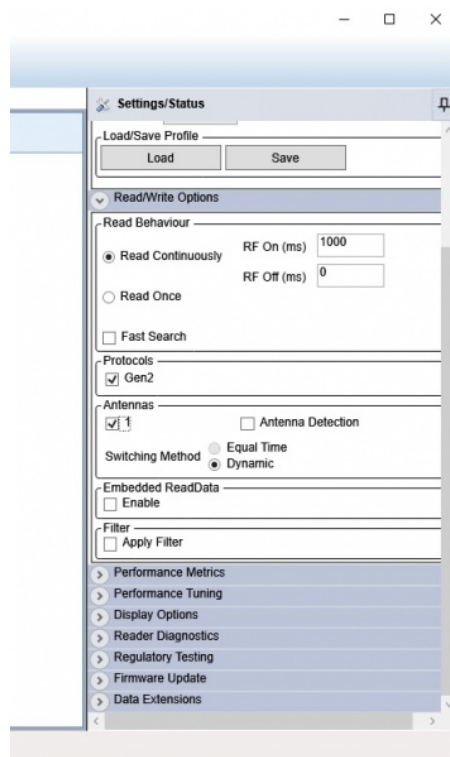 Settings/Status
Load/Save Profile
Load Save
Read/Write Options
Read Behaviour
Read Continuously RF On (ms) 1000
RF Off (ms) 0
Read Once
Fast Search
Protocols
Gen2
Antennas
1 Antenna Detection
Switching Method Equal Time
Dynamic
Embedded ReadData
Enable
Filter
Apply Filter
Performance Metrics
Performance Tuning
Display Options
Reader Diagnostics
Regulatory Testing
Firmware Update
Data Extensions